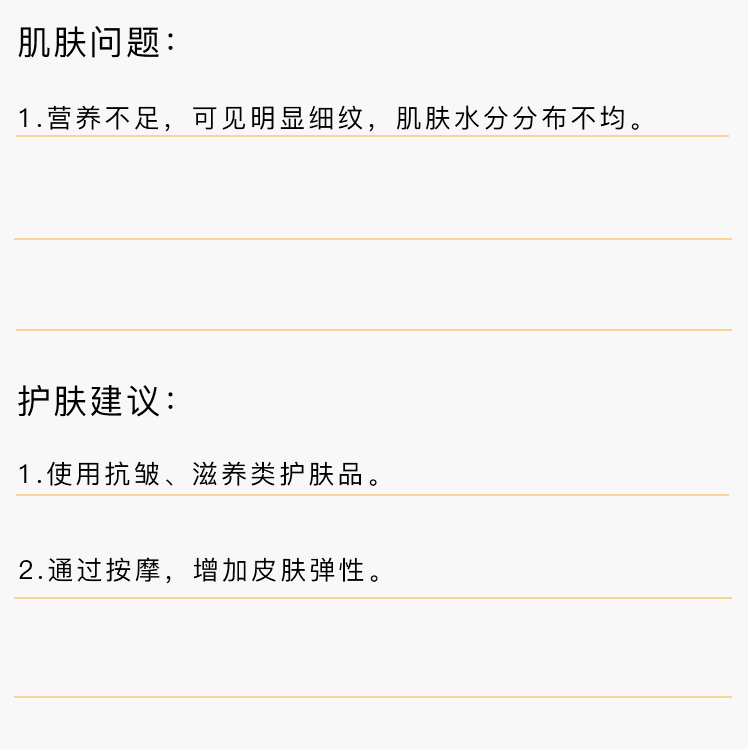 肌肤问题：
1.营养不足，可见明显细纹，肌肤水分分布不均。
护肤建议：
1.使用抗皱、滋养类护肤品。
2.通过按摩，增加皮肤弹性。